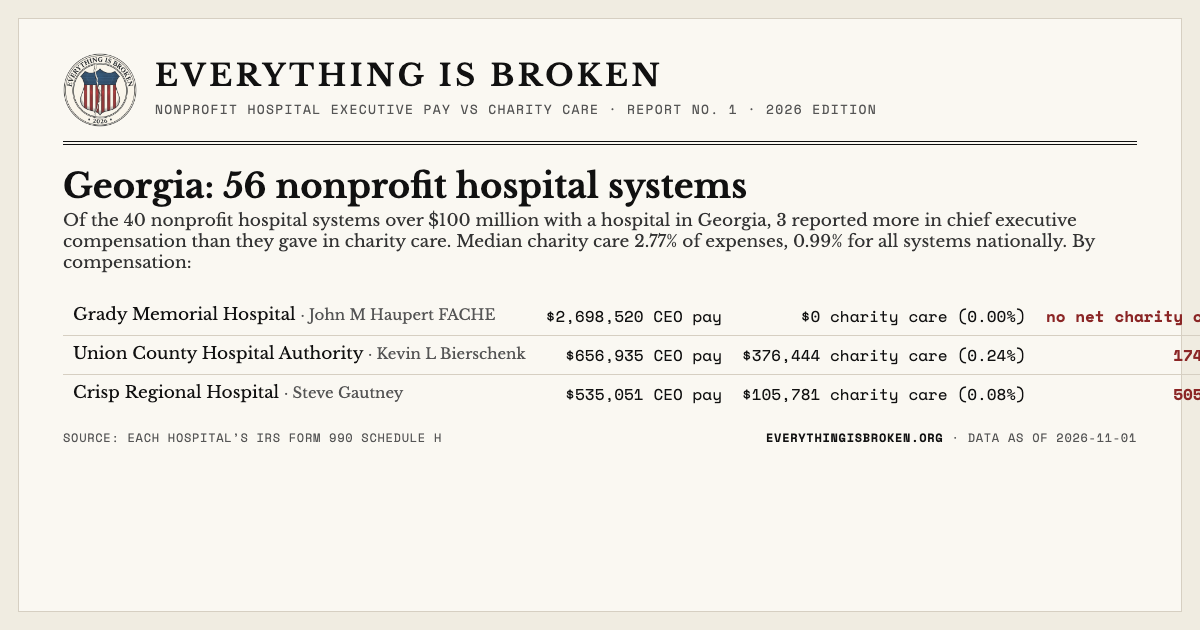 EVERYTHING IS BROKEN
2026
EVERYTHING IS BROKEN
NONPROFIT HOSPITAL EXECUTIVE PAY VS CHARITY CARE · REPORT NO. 1 · 2026 EDITION
Georgia: 56 nonprofit hospital systems
Of the 40 nonprofit hospital systems over $100 million with a hospital in Georgia, 3 reported more in chief executive
compensation than they gave in charity care. Median charity care 2.77% of expenses, 0.99% for all systems nationally. By
compensation:
Grady Memorial Hospital · John M Haupert FACHE $2,698,520 CEO pay $0 charity care (0.00%) no net charity
Union County Hospital Authority · Kevin L Bierschenk $656,935 CEO pay $376,444 charity care (0.24%) 174
Crisp Regional Hospital · Steve Gautney $535,051 CEO pay $105,781 charity care (0.08%) 505
SOURCE: EACH HOSPITAL'S IRS FORM 990 SCHEDULE H EVERYTHINGISBROKEN.ORG · DATA AS OF 2026-11-01